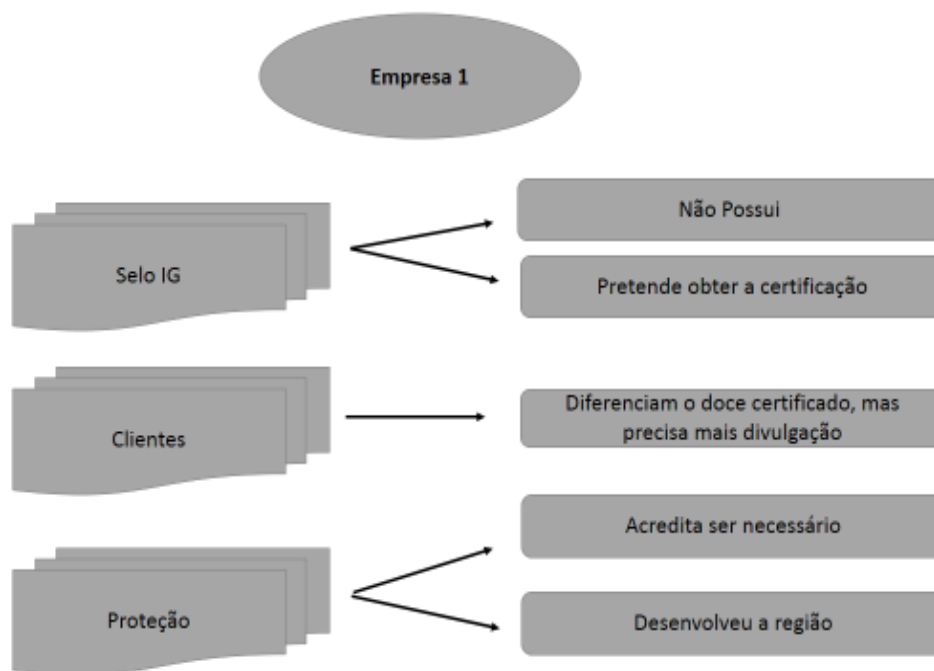 Empresa 1
Selo IG
Não Possui
Pretende obter a certificação
Clientes
Diferenciam o doce certificado, mas
precisa mais divulgação
Proteção
Acredita ser necessário
Desenvolveu a região